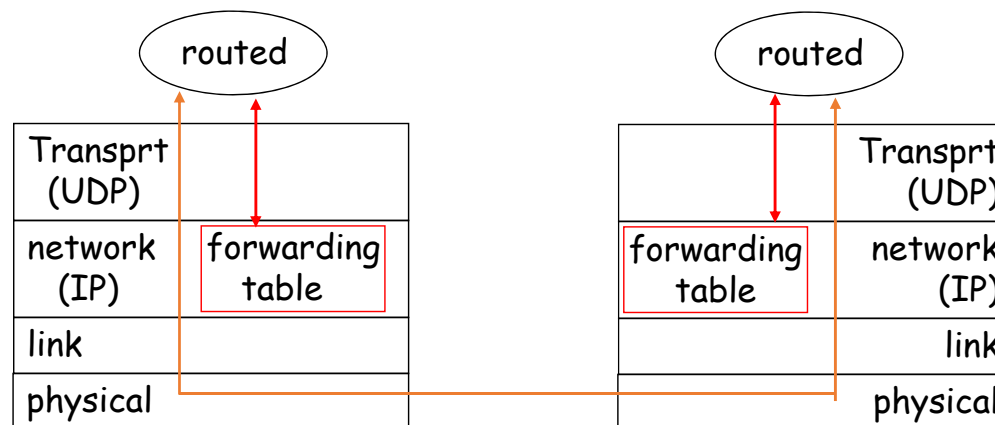 routed
routed
Transprt
(UDP)
Transprt
(UDP)
network
(IP)
forwarding
table
forwarding
table
network
(IP)
link
link
physical
physical